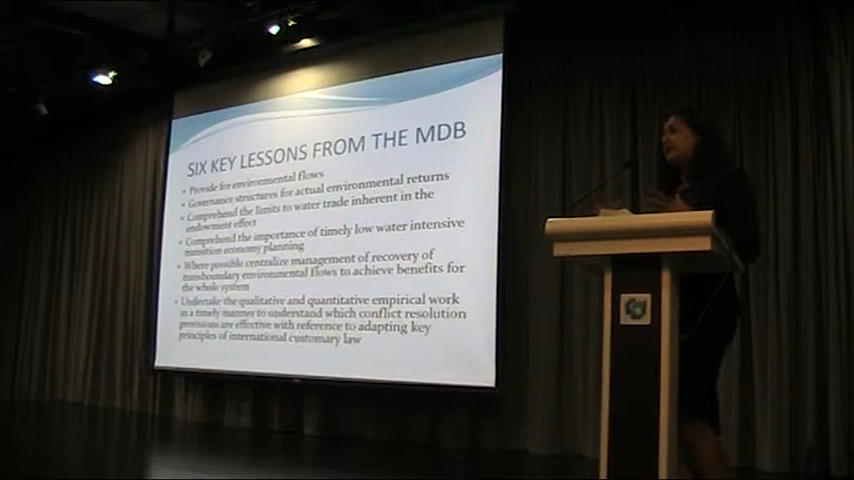 SIX KEY LESSONS FROM THE MDB
• Provide for environmental flows
• Governance structures for actual environmental returns
• Comprehend the limits to water trade inherent in the
endowment effect
• Comprehend the importance of timely low water intensive
transition economy planning
• Where possible centralize management of recovery of
transboundary environmental flows to achieve benefits for
the whole system
• Undertake the qualitative and quantitative empirical work
in a timely manner to understand which conflict resolution
provisions are effective with reference to adapting key
principles of international customary law